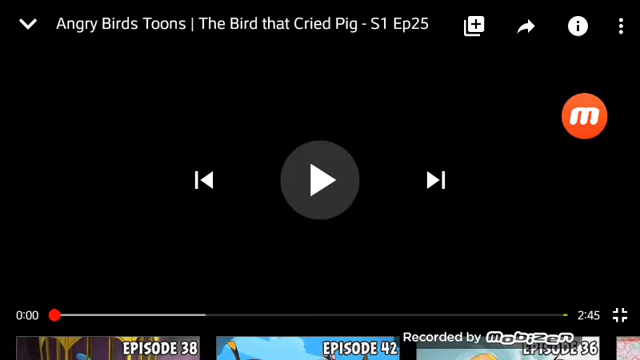 Angry Birds Toons | The Bird that Cried Pig - S1 Ep25
m
0:00
2:45
Recorded by mobizen
EPISODE 38
EPISODE 42
EPISODE 36